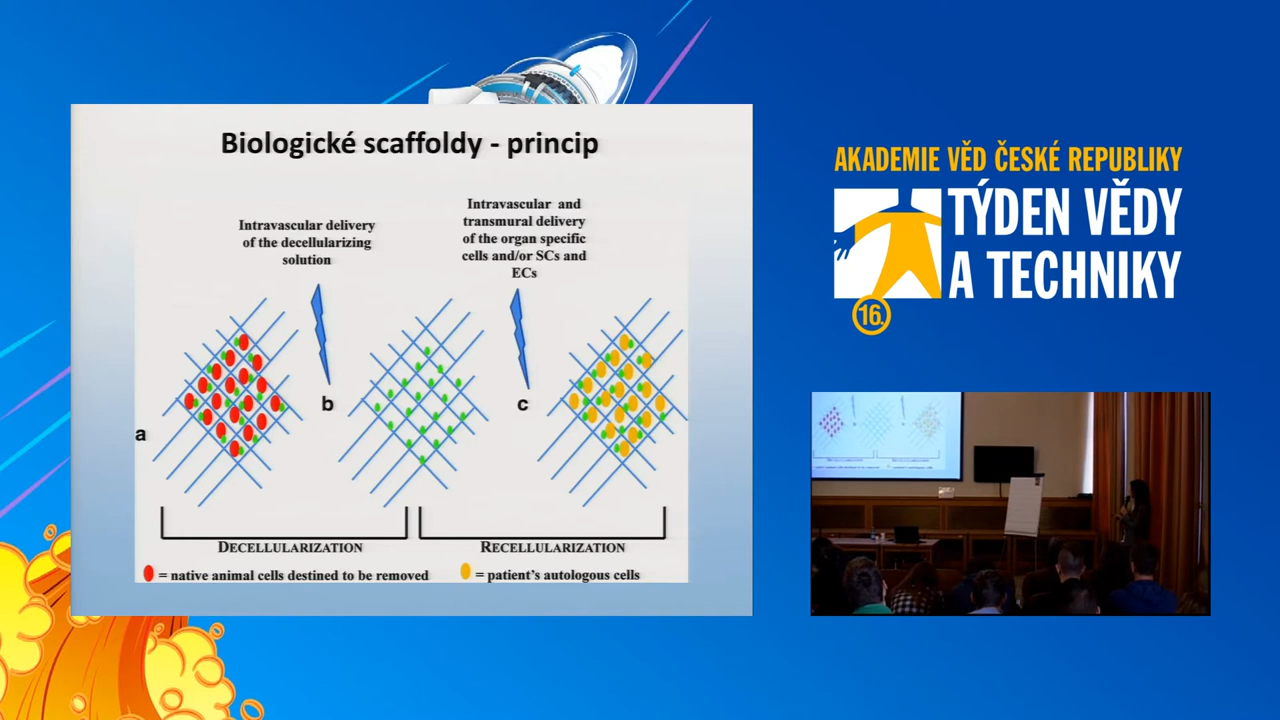 Biologické scaffoldy - princip
Intravascular delivery
of the decellularizing
solution
Intravascular and
transmural delivery
of the organ specific
cells and/or SCs and
ECs
a
b
c
DECELLULARIZATION
RECELLULARIZATION
= native animal cells destined to be removed
= patient's autologous cells
AKADEMIE VĚD ČESKÉ REPUBLIKY
TÝDEN VĚDY
A TECHNIKY
16.